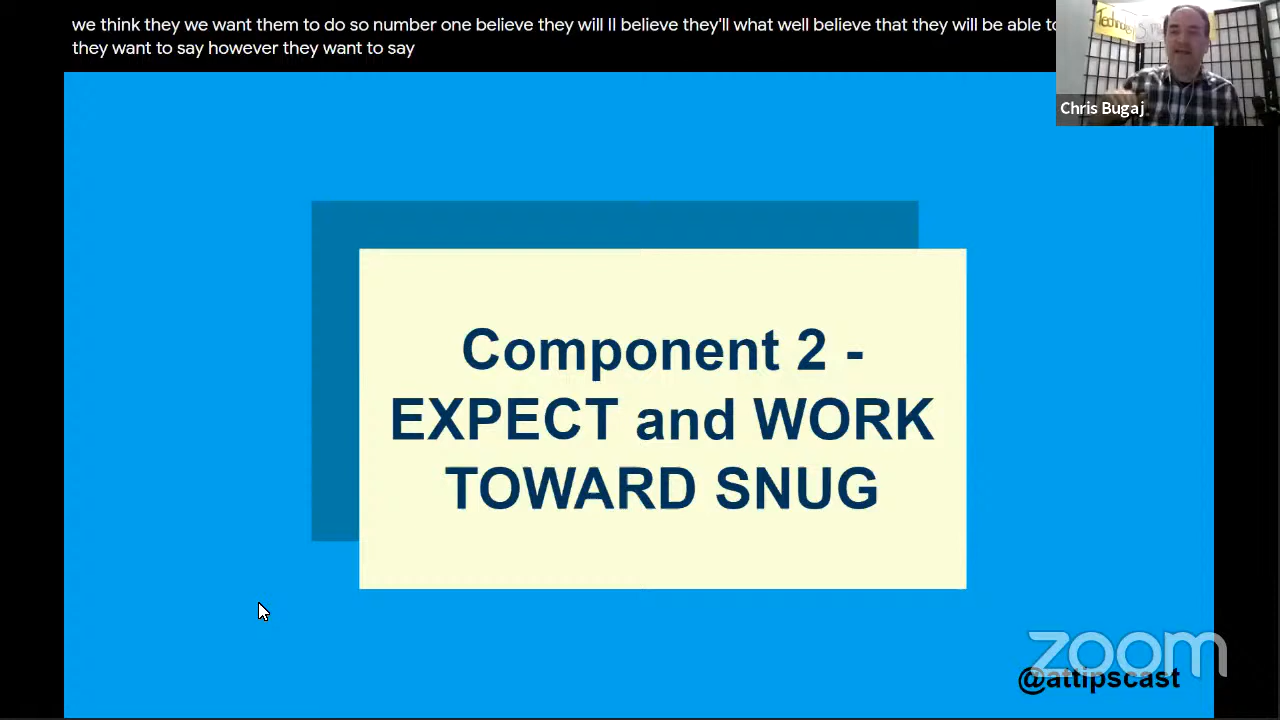 we think they we want them to do so number one believe they will ll believe they'll what well believe that they will be able to
they want to say however they want to say
Chris Bugaj
Component 2 -
EXPECT and WORK
TOWARD SNUG
zoom
@attipscast